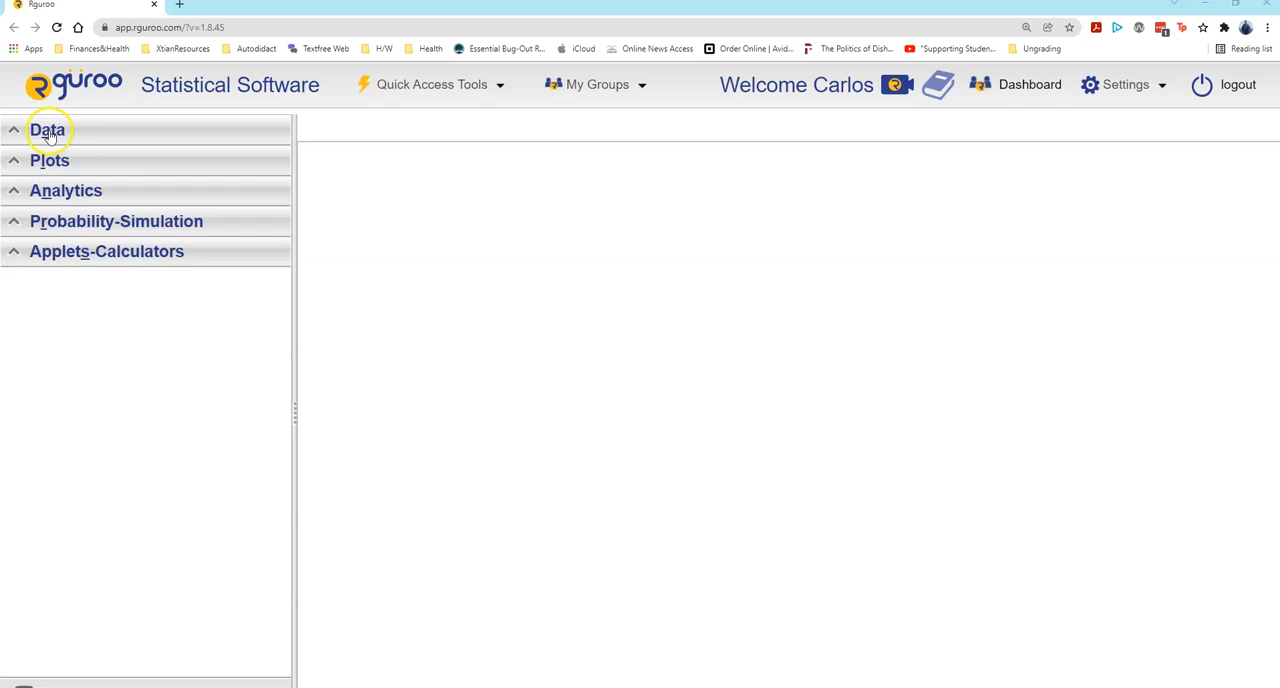 Rguroo
app.rguroo.com/?v=1.8.45
Apps Finances&Health XtianResources Autodidact Textfree Web H/W Health Essential Bug-Out R... iCloud Online News Access Order Online | Avid... The Politics of Dish... "Supporting Studen... Ungrading Reading list
Rguroo Statistical Software Quick Access Tools My Groups Welcome Carlos Dashboard Settings logout
Data
Plots
Analytics
Probability-Simulation
Applets-Calculators